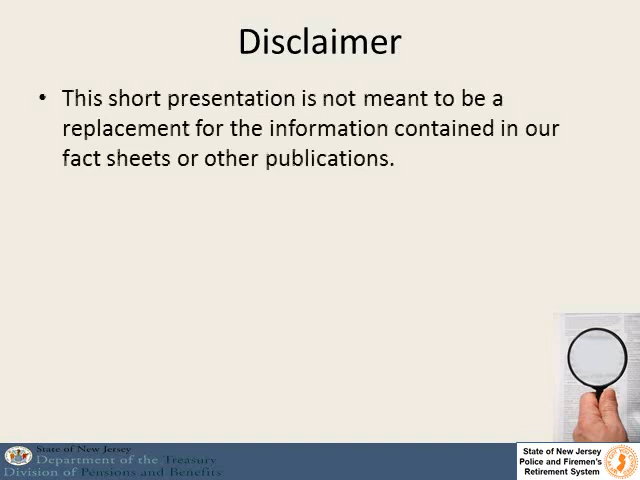 Disclaimer
• This short presentation is not meant to be a
replacement for the information contained in our
fact sheets or other publications.
State of New Jersey
Department of the Treasury
Division of Pensions and Benefits
State of New Jersey
Police and Firemen's
Retirement System